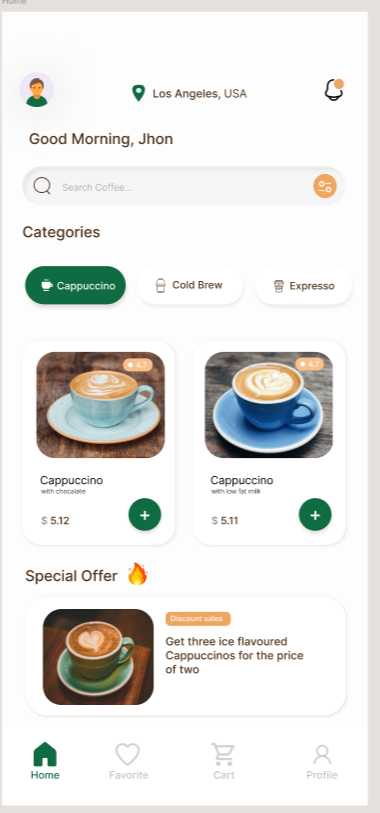 Home
Los Angeles, USA
Good Morning, Jhon
Search Coffee...
Categories
Cappuccino
Cold Brew
Expresso
4.7
4.7
Cappuccino
with chocolate
$ 5.12
+
Cappuccino
with low fat milk
$ 5.11
+
Special Offer
Discount sales
Get three ice flavoured
Cappuccinos for the price
of two
Home
Favorite
Cart
Profile